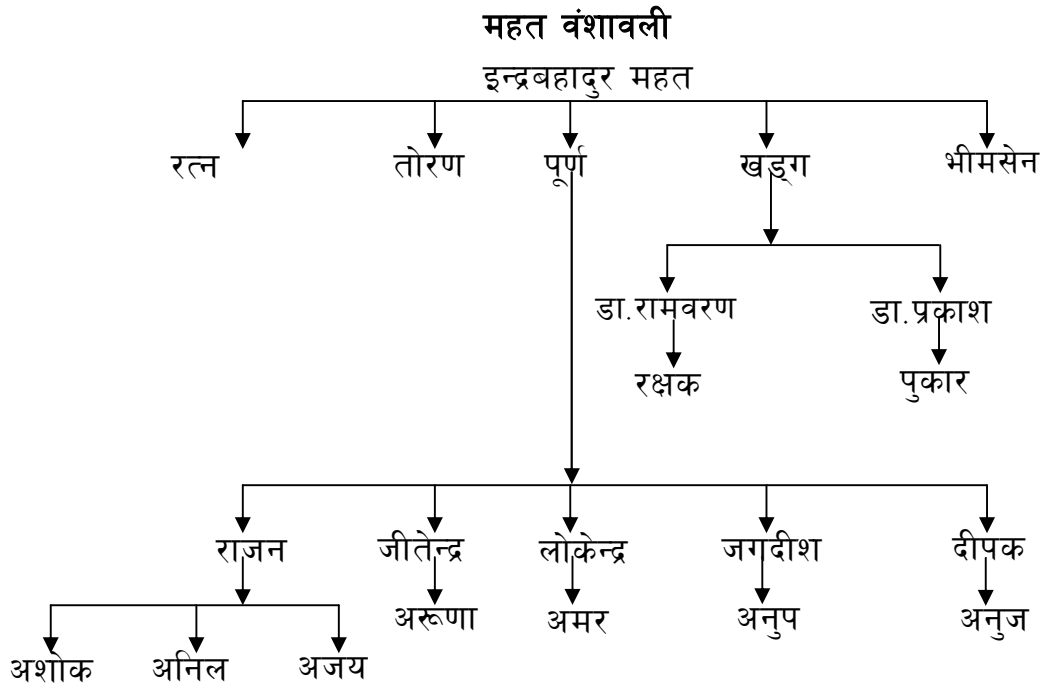 महत वंशावली
इन्द्रबहादुर महत
रत्न तोरण पूर्ण खड्ग भीमसेन
डा.रामवरण डा.प्रकाश
रक्षक पुकार
राजन जीतेन्द्र लोकेन्द्र जगदीश दीपक
अरूणा अमर अनुप अनुज
अशोक अनिल अजय